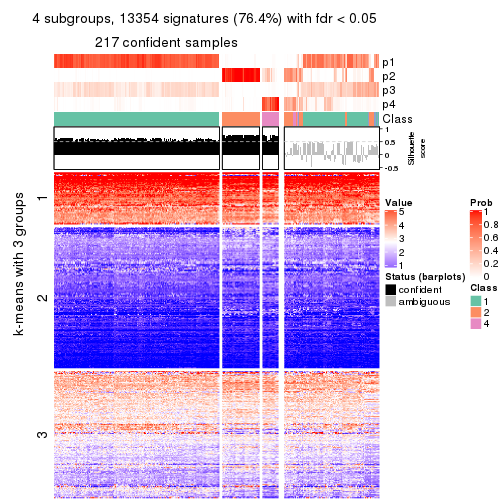 4 subgroups, 13354 signatures (76.4%) with fdr < 0.05
217 confident samples
p1
p2
p3
p4
Class
1
0.5
0
-0.5
Silhouette
score
k-means with 3 groups
1
2
3
Value
5
4
3
2
1
Status (barplots)
confident
ambiguous
Prob
1
0.8
0.6
0.4
0.2
0
Class
1
2
4